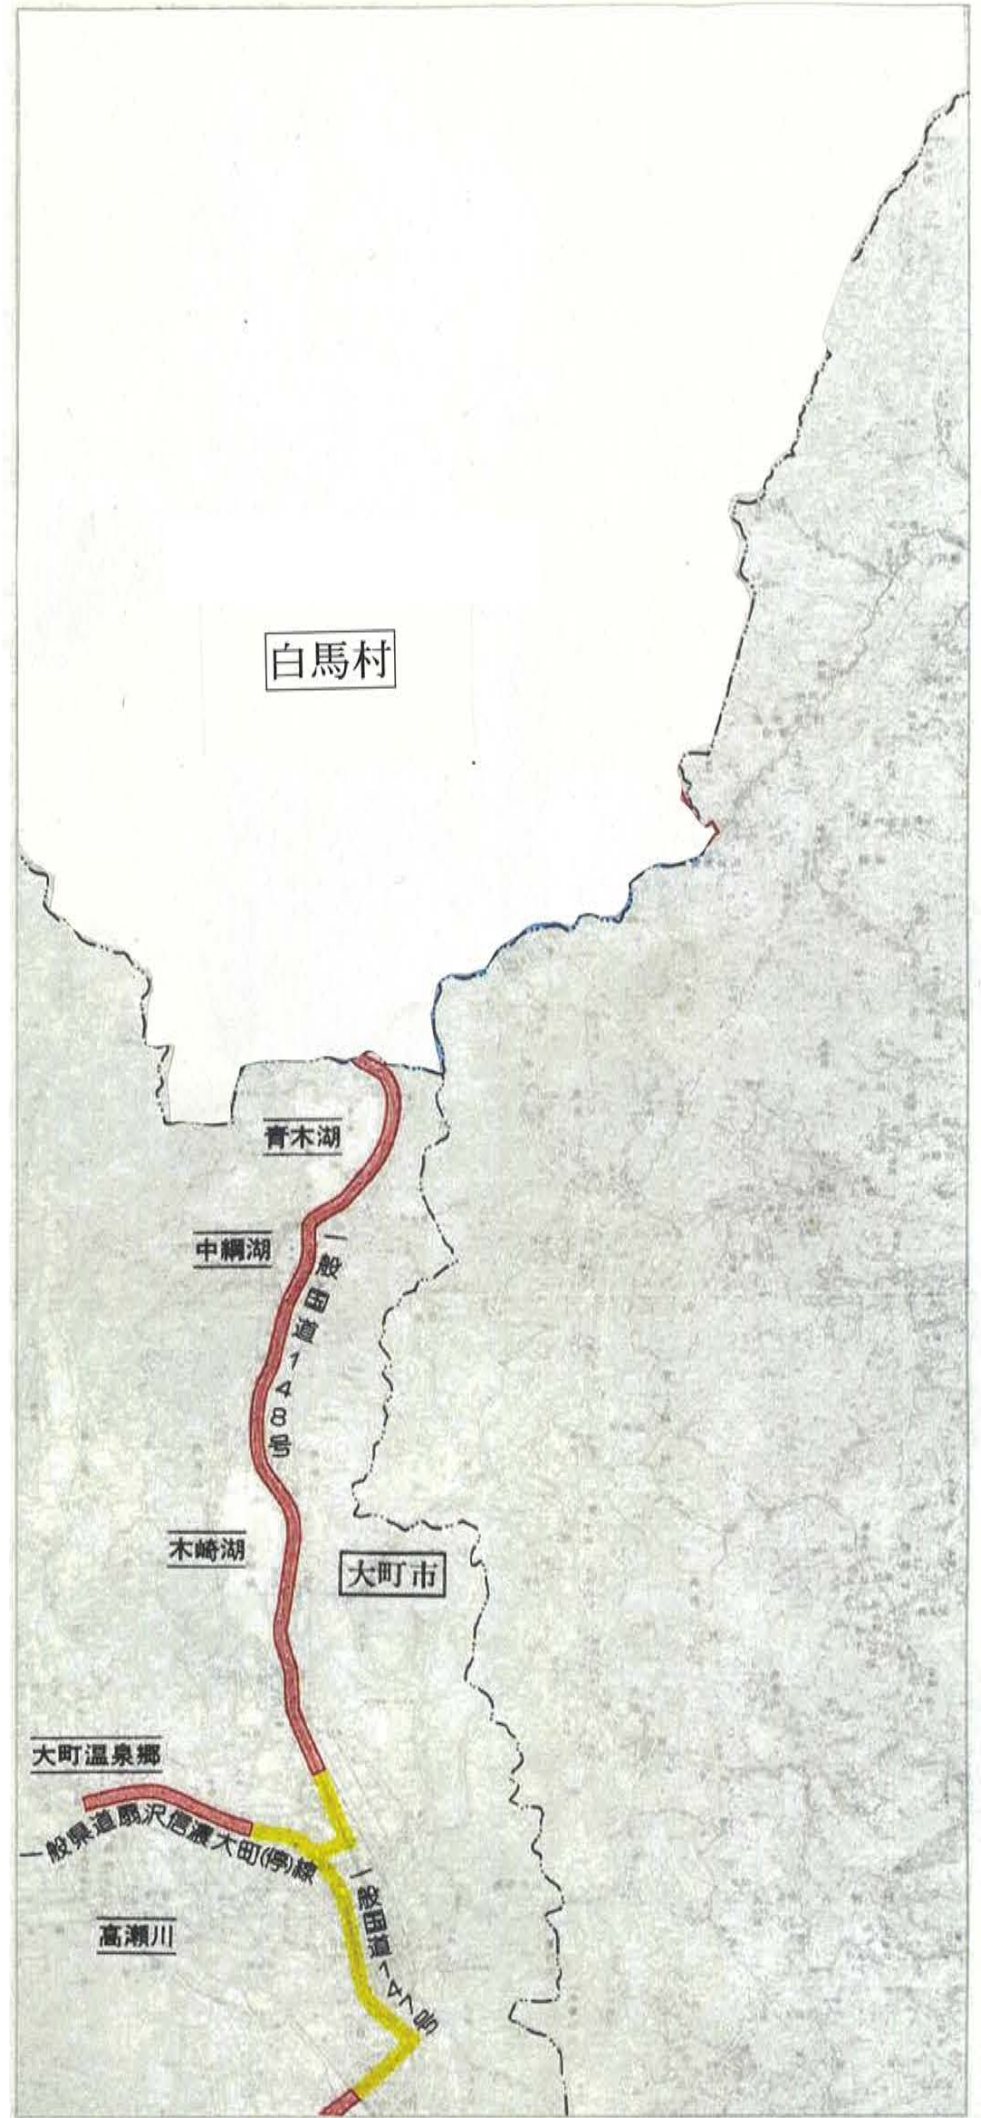 白馬村
青木湖
中綱湖
一般国道148号
木崎湖
大町市
大町温泉郷
一般県道扇沢信濃大町(停)線
一般国道147号
高瀬川